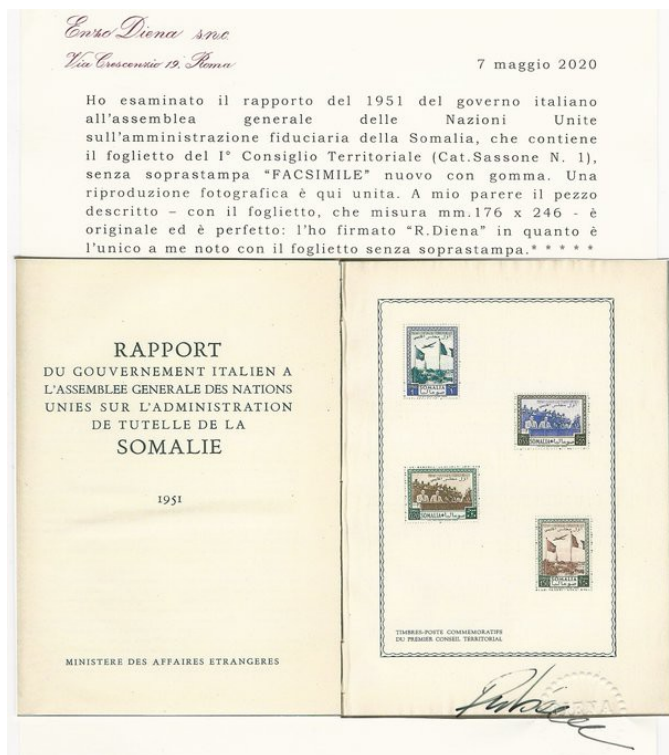 Enzo Diena s.n.c.
Via Crescenzio 19. Roma
7 maggio 2020
Ho esaminato il rapporto del 1951 del governo italiano
all'assemblea generale delle Nazioni Unite
sull'amministrazione fiduciaria della Somalia, che contiene
il foglietto del I° Consiglio Territoriale (Cat.Sassone N. 1),
senza soprastampa “FACSIMILE” nuovo con gomma. Una
riproduzione fotografica è qui unita. A mio parere il pezzo
descritto – con il foglietto, che misura mm.176 x 246 - è
originale ed è perfetto: l'ho firmato “R.Diena” in quanto è
l'unico a me noto con il foglietto senza soprastampa.* * * * *
RAPPORT
DU GOUVERNEMENT ITALIEN A
L'ASSEMBLEE GENERALE DES NATIONS
UNIES SUR L'ADMINISTRATION
DE TUTELLE DE LA
SOMALIE
1951
MINISTERE DES AFFAIRES ETRANGERES
SOMALIA
SOMALIA
SOMALIA
SOMALIA
TIMBRES-POSTE COMMEMORATIFS
DU PREMIER CONSEIL TERRITORIAL